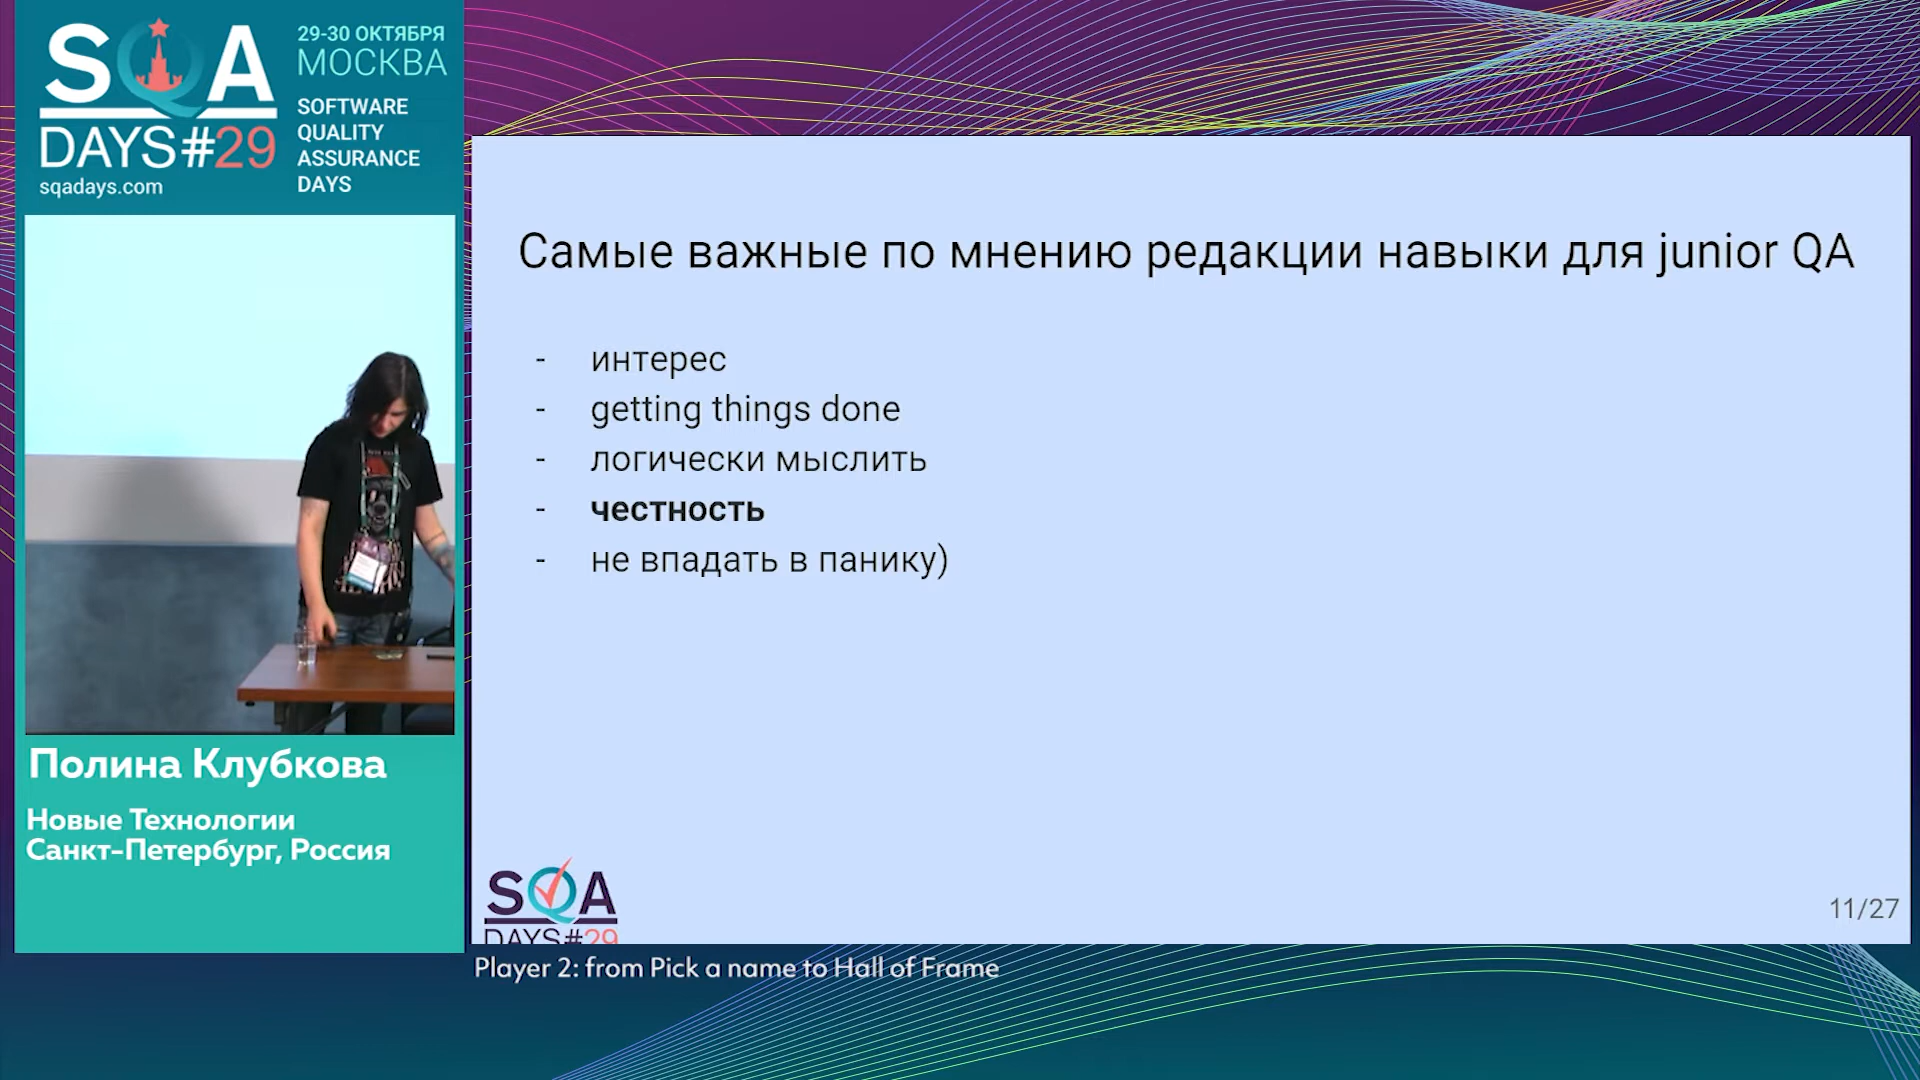 SQA
DAYS#29
sqadays.com
29-30 ОКТЯБРЯ
МОСКВА
SOFTWARE
QUALITY
ASSURANCE
DAYS
Самые важные по мнению редакции навыки для junior QA
- интерес
- getting things done
- логически мыслить
- честность
- не впадать в панику)
Полина Клубкова
Новые Технологии
Санкт-Петербург, Россия
SQA
DAYS#29
11/27
Player 2: from Pick a name to Hall of Frame